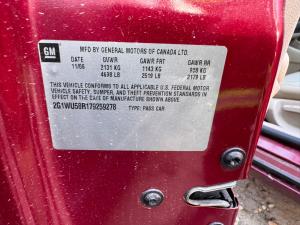 GM
MFD BY GENERAL MOTORS OF CANADA LTD.
DATE GVWR GAWR FRT GAWR RR
11/06 2131 KG 1143 KG 988 KG
4698 LB 2519 LB 2179 LB
THIS VEHICLE CONFORMS TO ALL APPLICABLE U.S. FEDERAL MOTOR
VEHICLE SAFETY, BUMPER, AND THEFT PREVENTION STANDARDS IN
EFFECT ON THE DATE OF MANUFACTURE SHOWN ABOVE.
2G1WU58R179259278 TYPE: PASS CAR